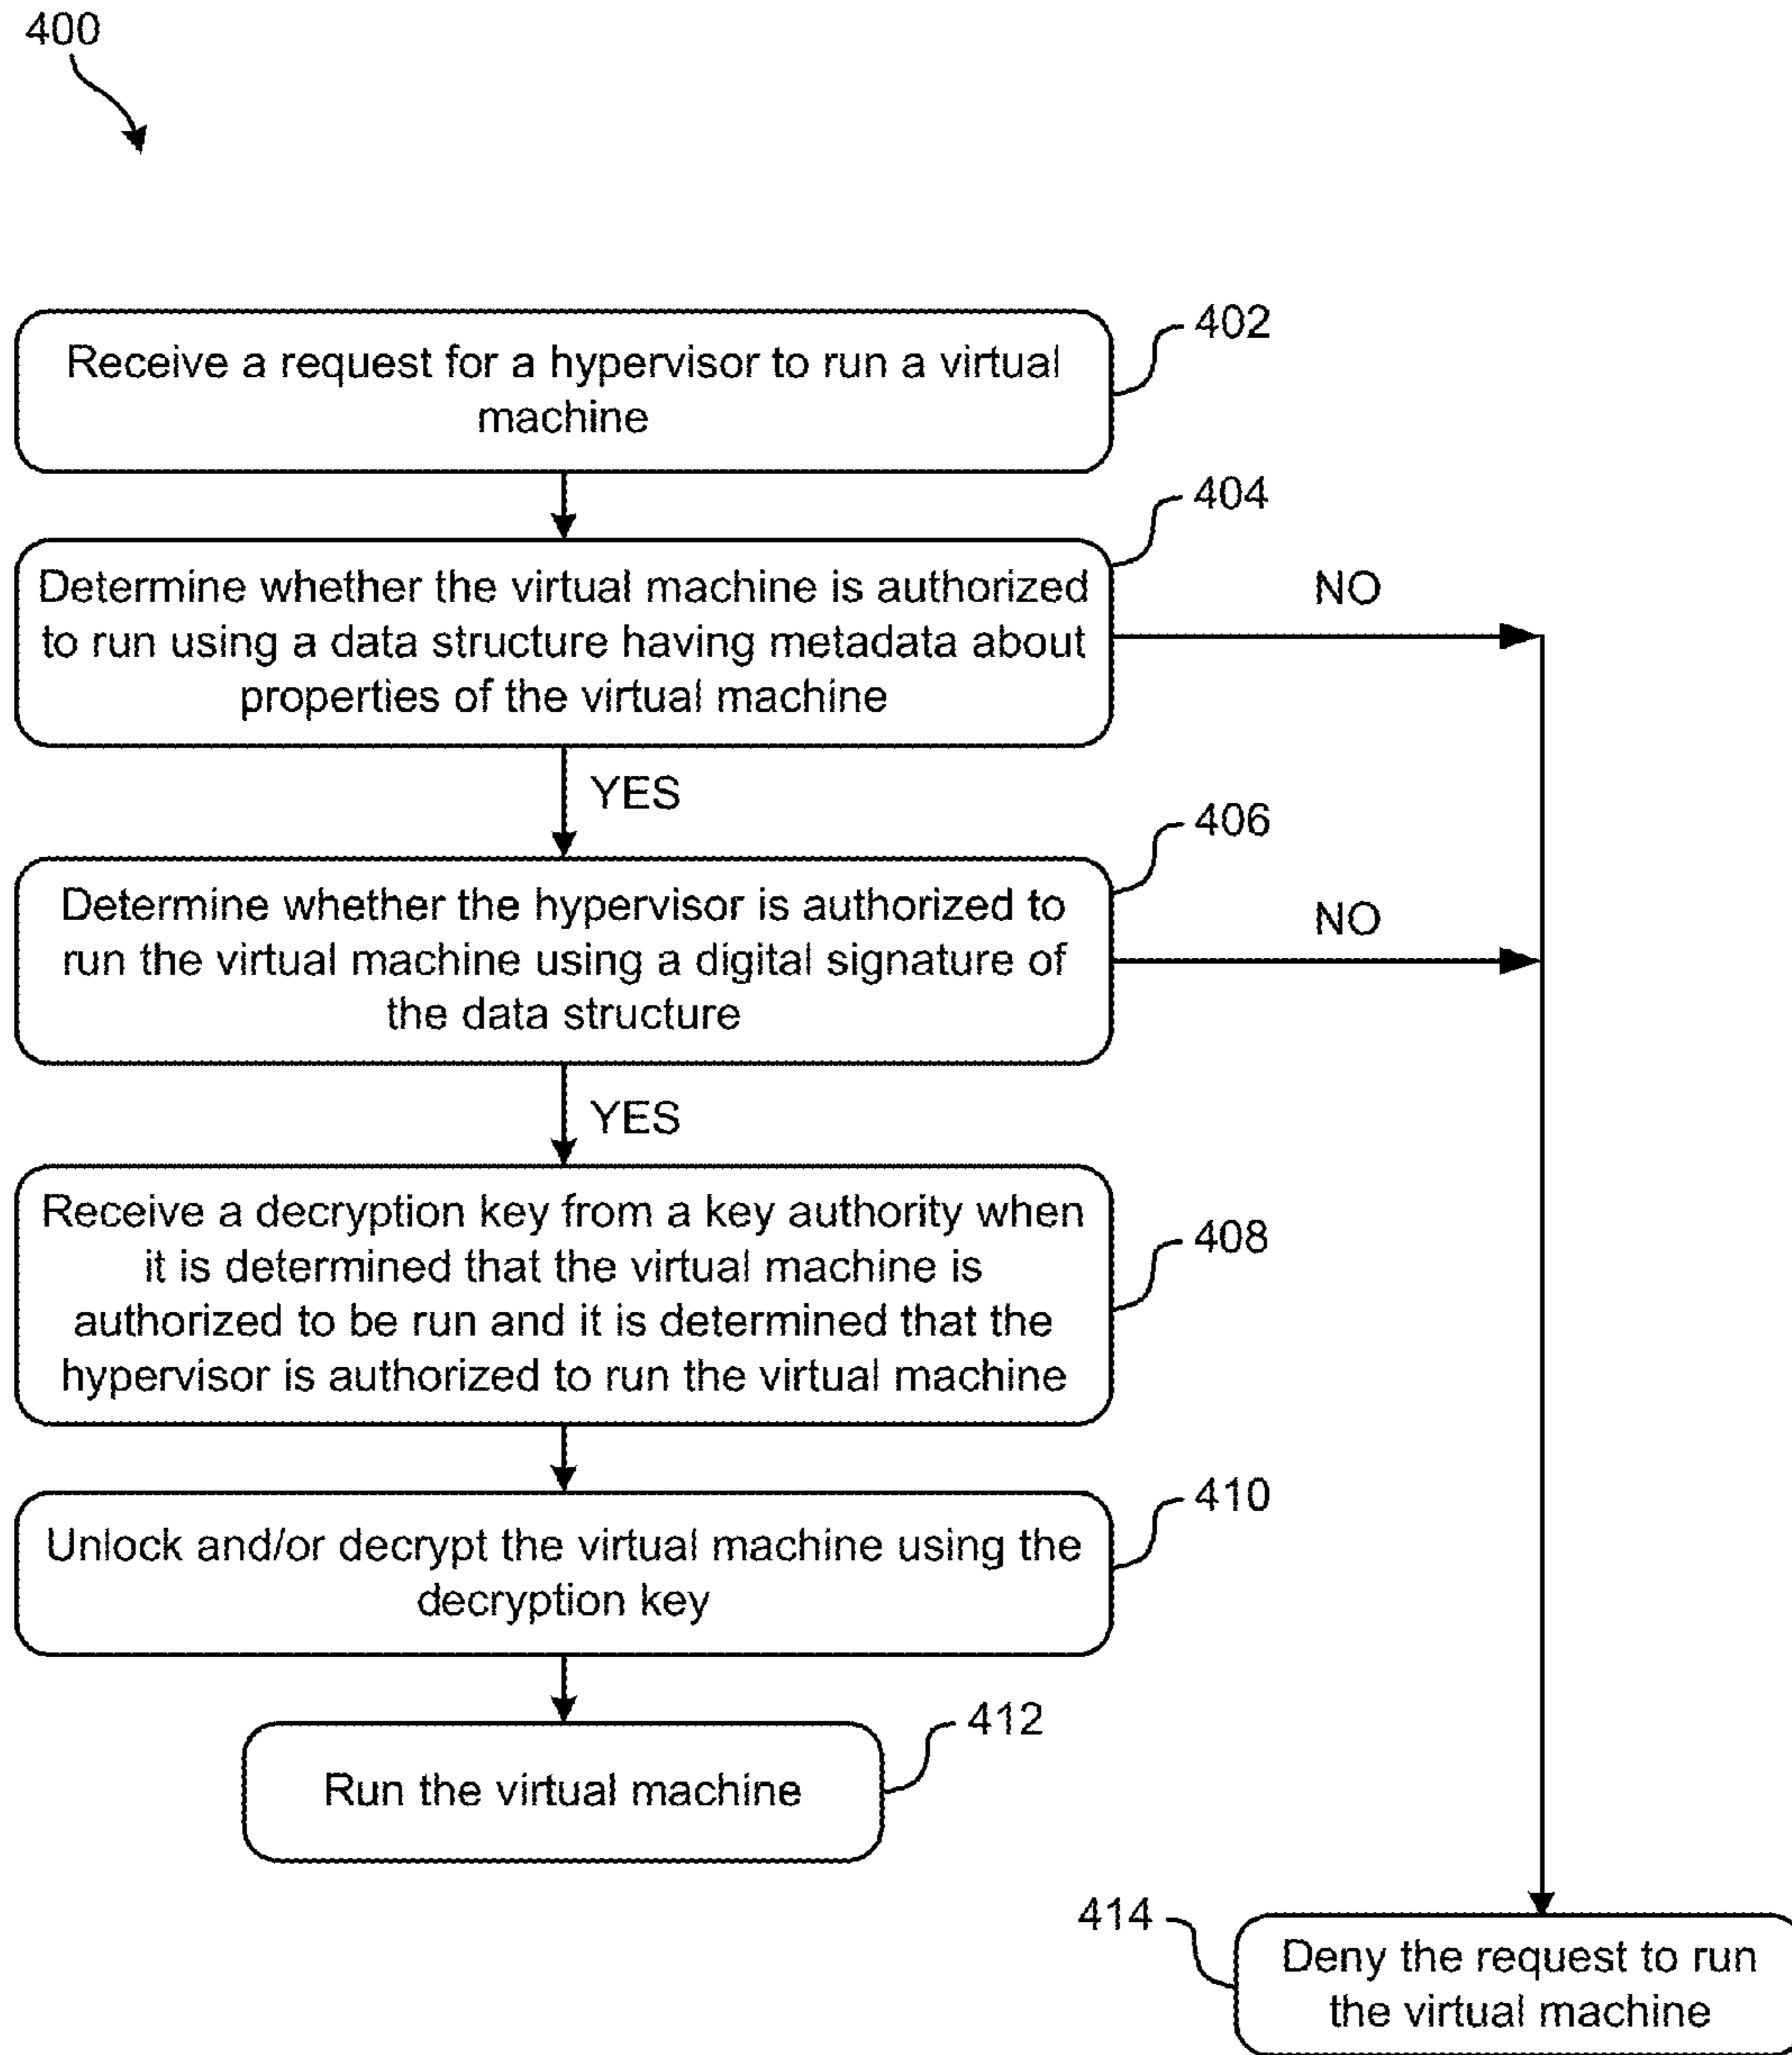 400
402
Receive a request for a hypervisor to run a virtual
machine
404
Determine whether the virtual machine is authorized
to run using a data structure having metadata about
properties of the virtual machine
NO
YES
406
Determine whether the hypervisor is authorized to
run the virtual machine using a digital signature of
the data structure
NO
YES
Receive a decryption key from a key authority when
it is determined that the virtual machine is
authorized to be run and it is determined that the
hypervisor is authorized to run the virtual machine
408
410
Unlock and/or decrypt the virtual machine using the
decryption key
412
Run the virtual machine
414
Deny the request to run
the virtual machine